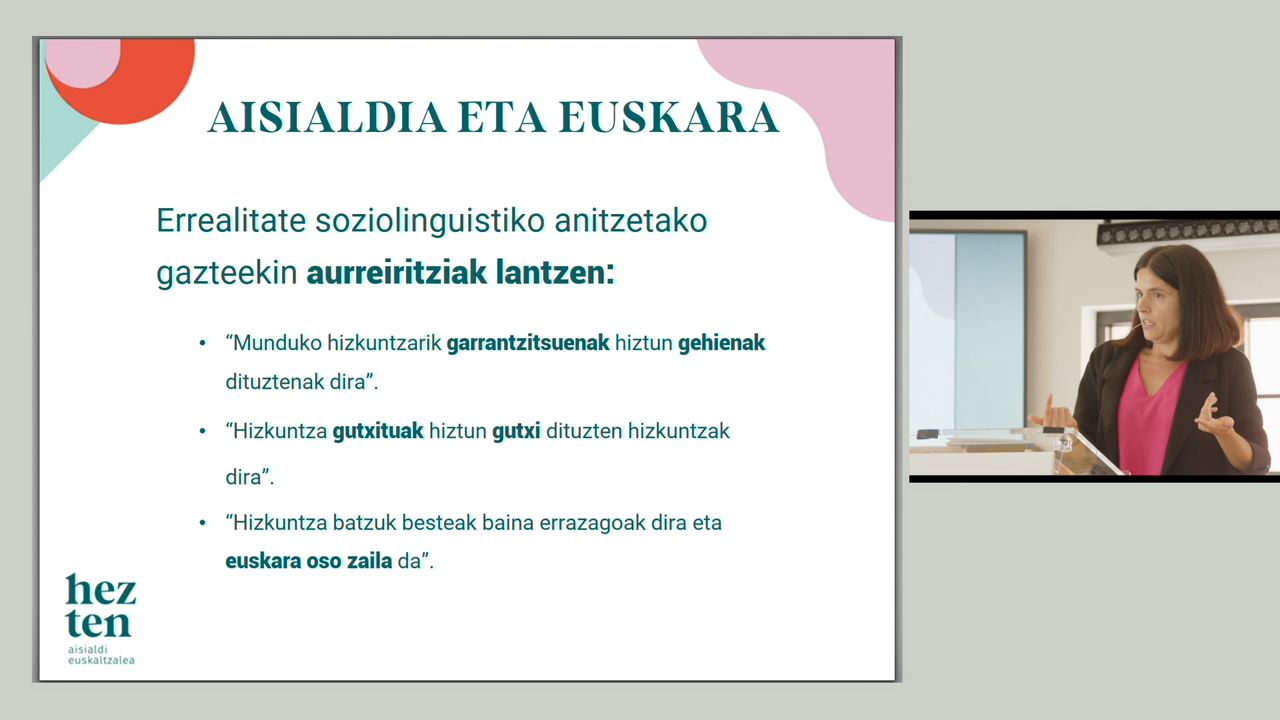 AISIALDIA ETA EUSKARA
Errealitate soziolinguistiko anitzetako
gazteekin aurreiritziak lantzen:
• “Munduko hizkuntzarik garrantzitsuenak hiztun gehienak
dituztenak dira”.
• “Hizkuntza gutxituak hiztun gutxi dituzten hizkuntzak
dira”.
• “Hizkuntza batzuk besteak baina errazagoak dira eta
euskara oso zaila da”.
hez
ten
aisialdi
euskaltzalea